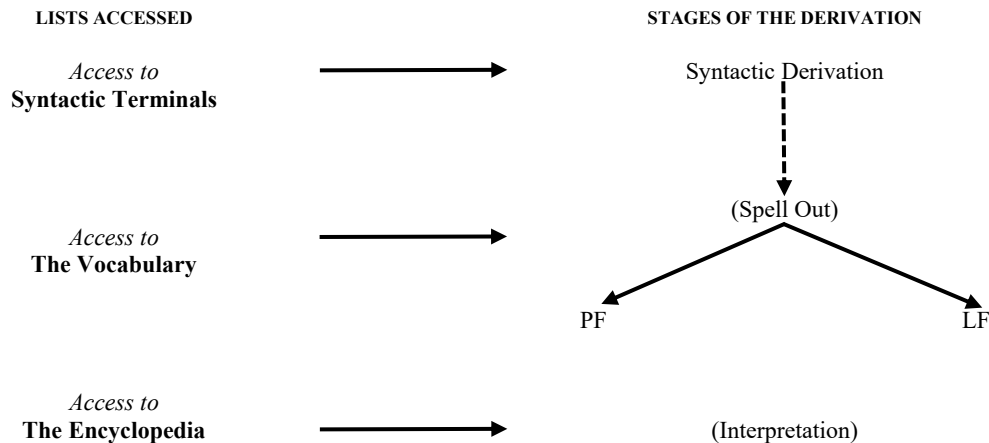 LISTS ACCESSED
STAGES OF THE DERIVATION
Access to
Syntactic Terminals
Syntactic Derivation
(Spell Out)
Access to
The Vocabulary
PF
LF
Access to
The Encyclopedia
(Interpretation)